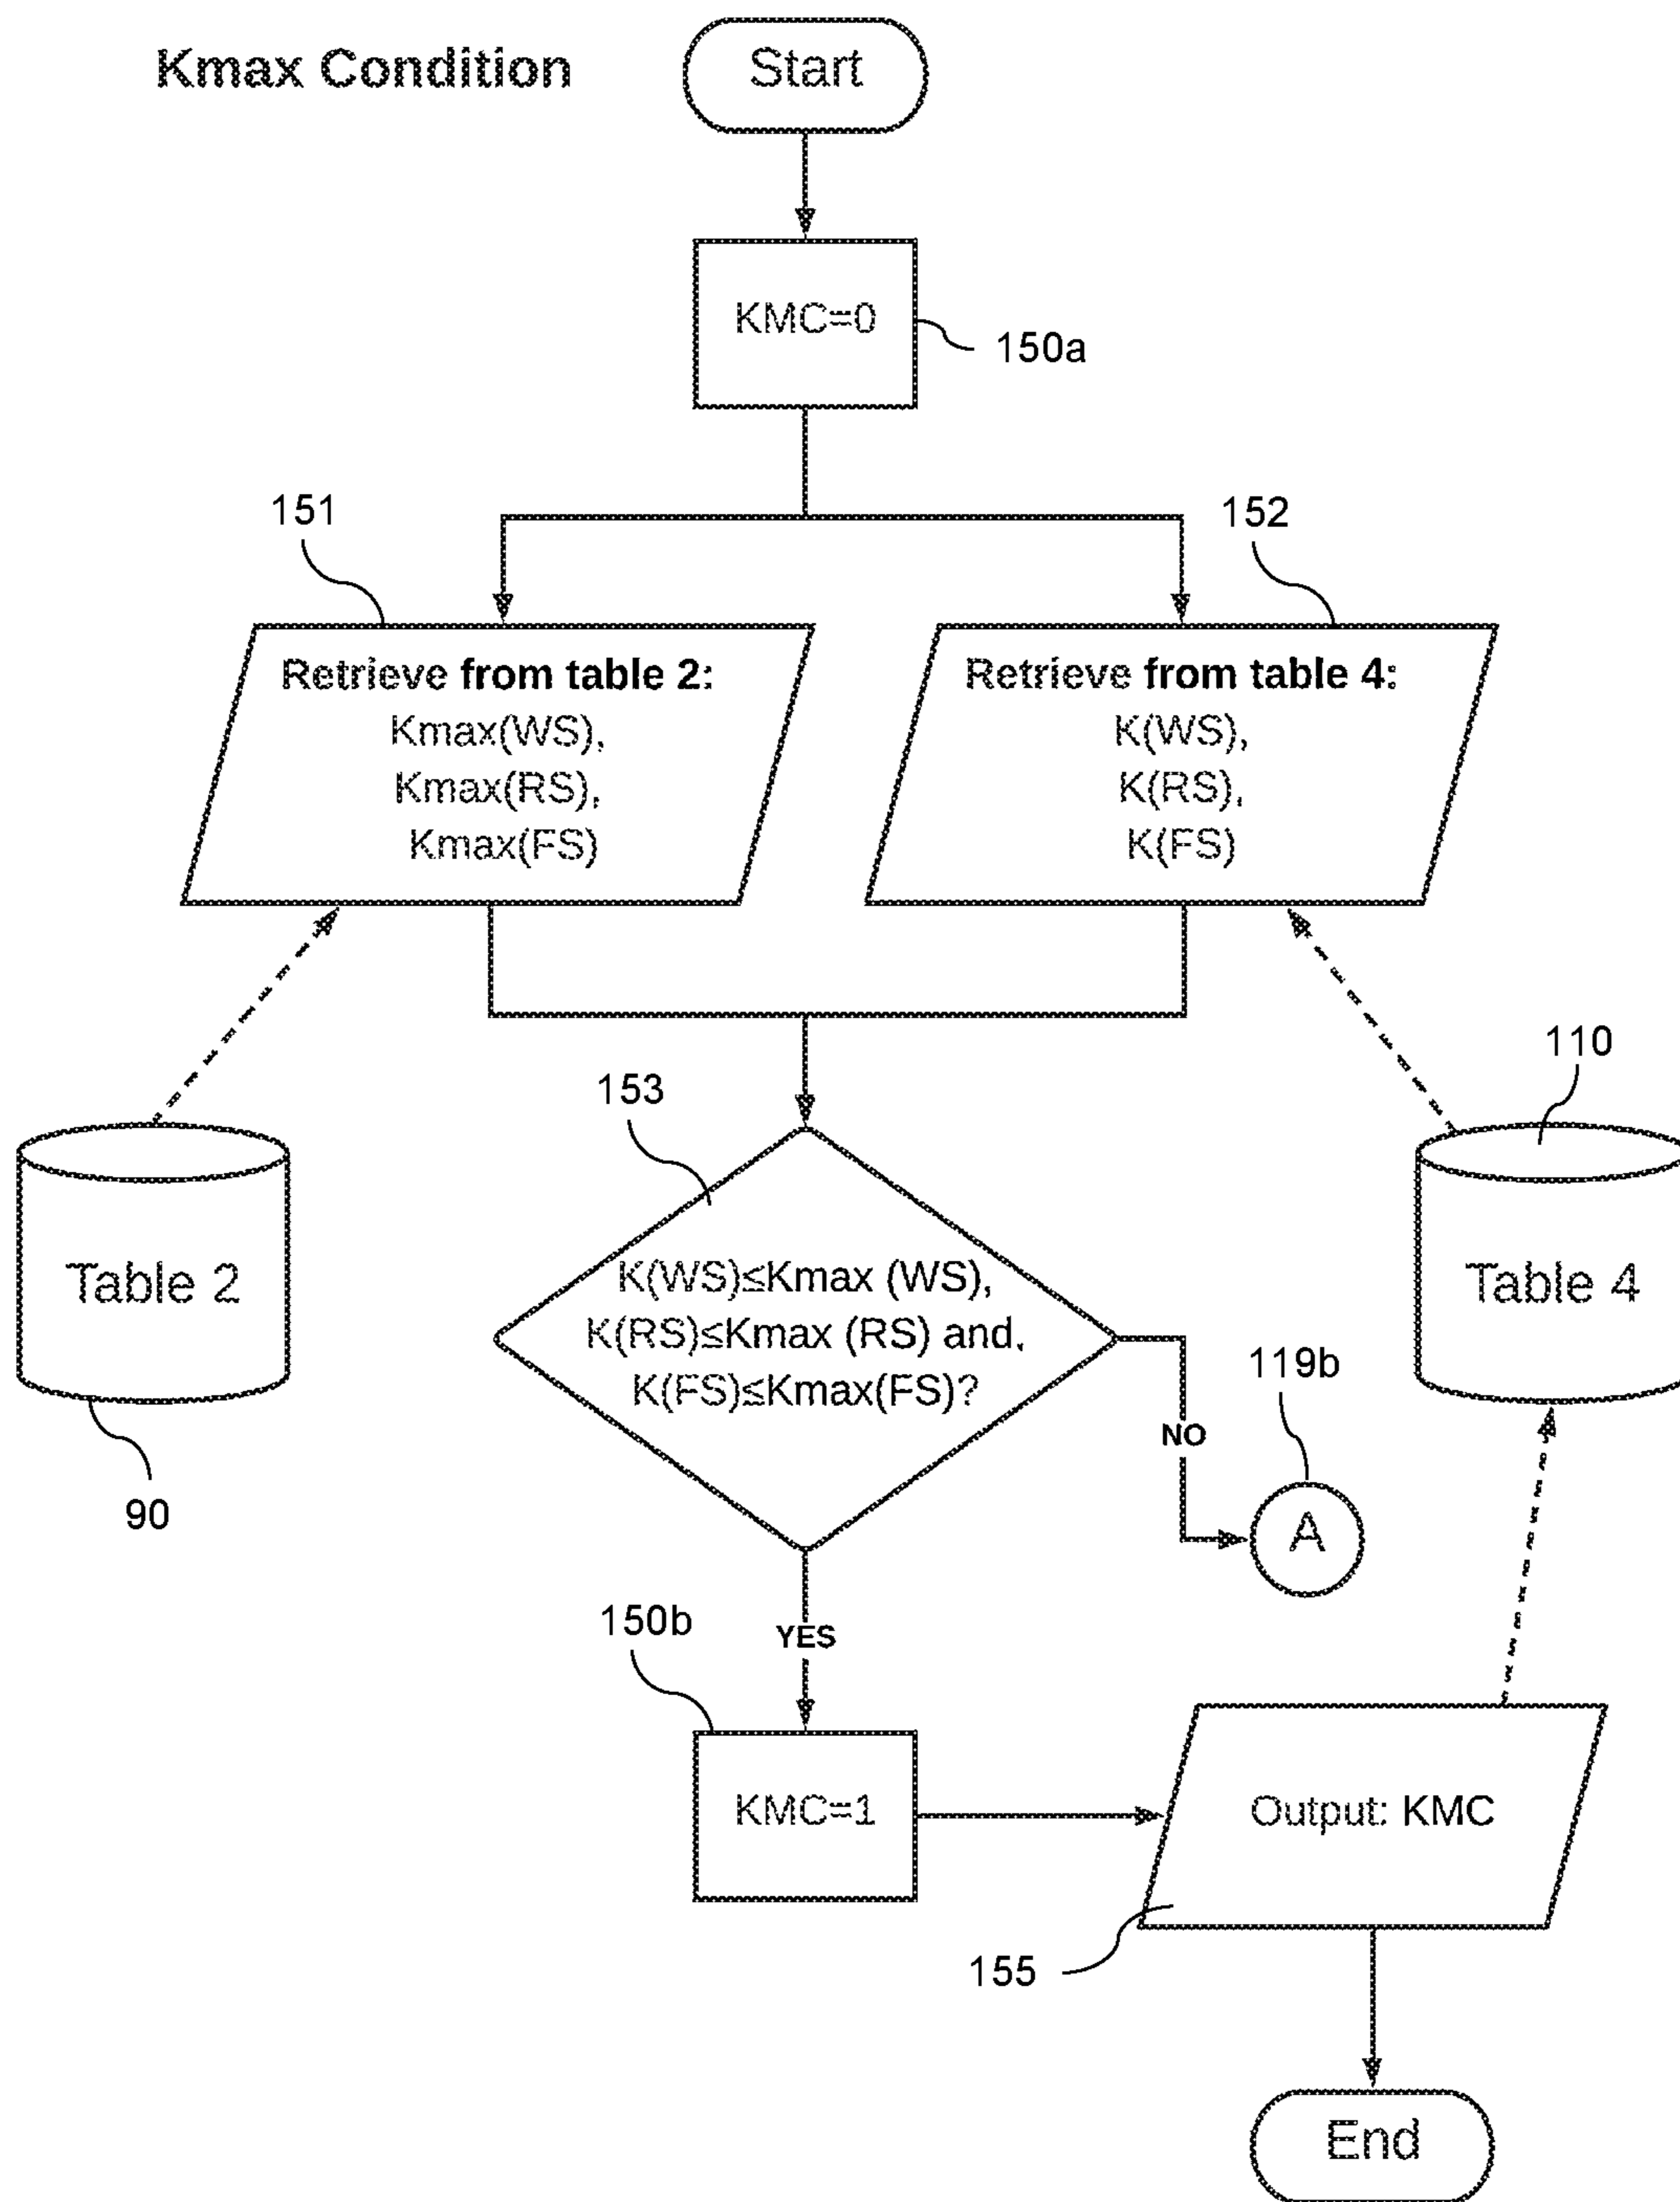 Kmax Condition
Start
KMC=0
150a
151
152
Retrieve from table 2:
Kmax(WS),
Kmax(RS),
Kmax(FS)
Retrieve from table 4:
K(WS),
K(RS),
K(FS)
110
153
Table 2
90
K(WS)≤Kmax (WS),
K(RS)≤Kmax (RS) and,
K(FS)≤Kmax(FS)?
Table 4
119b
NO
A
YES
150b
KMC=1
Output: KMC
155
End